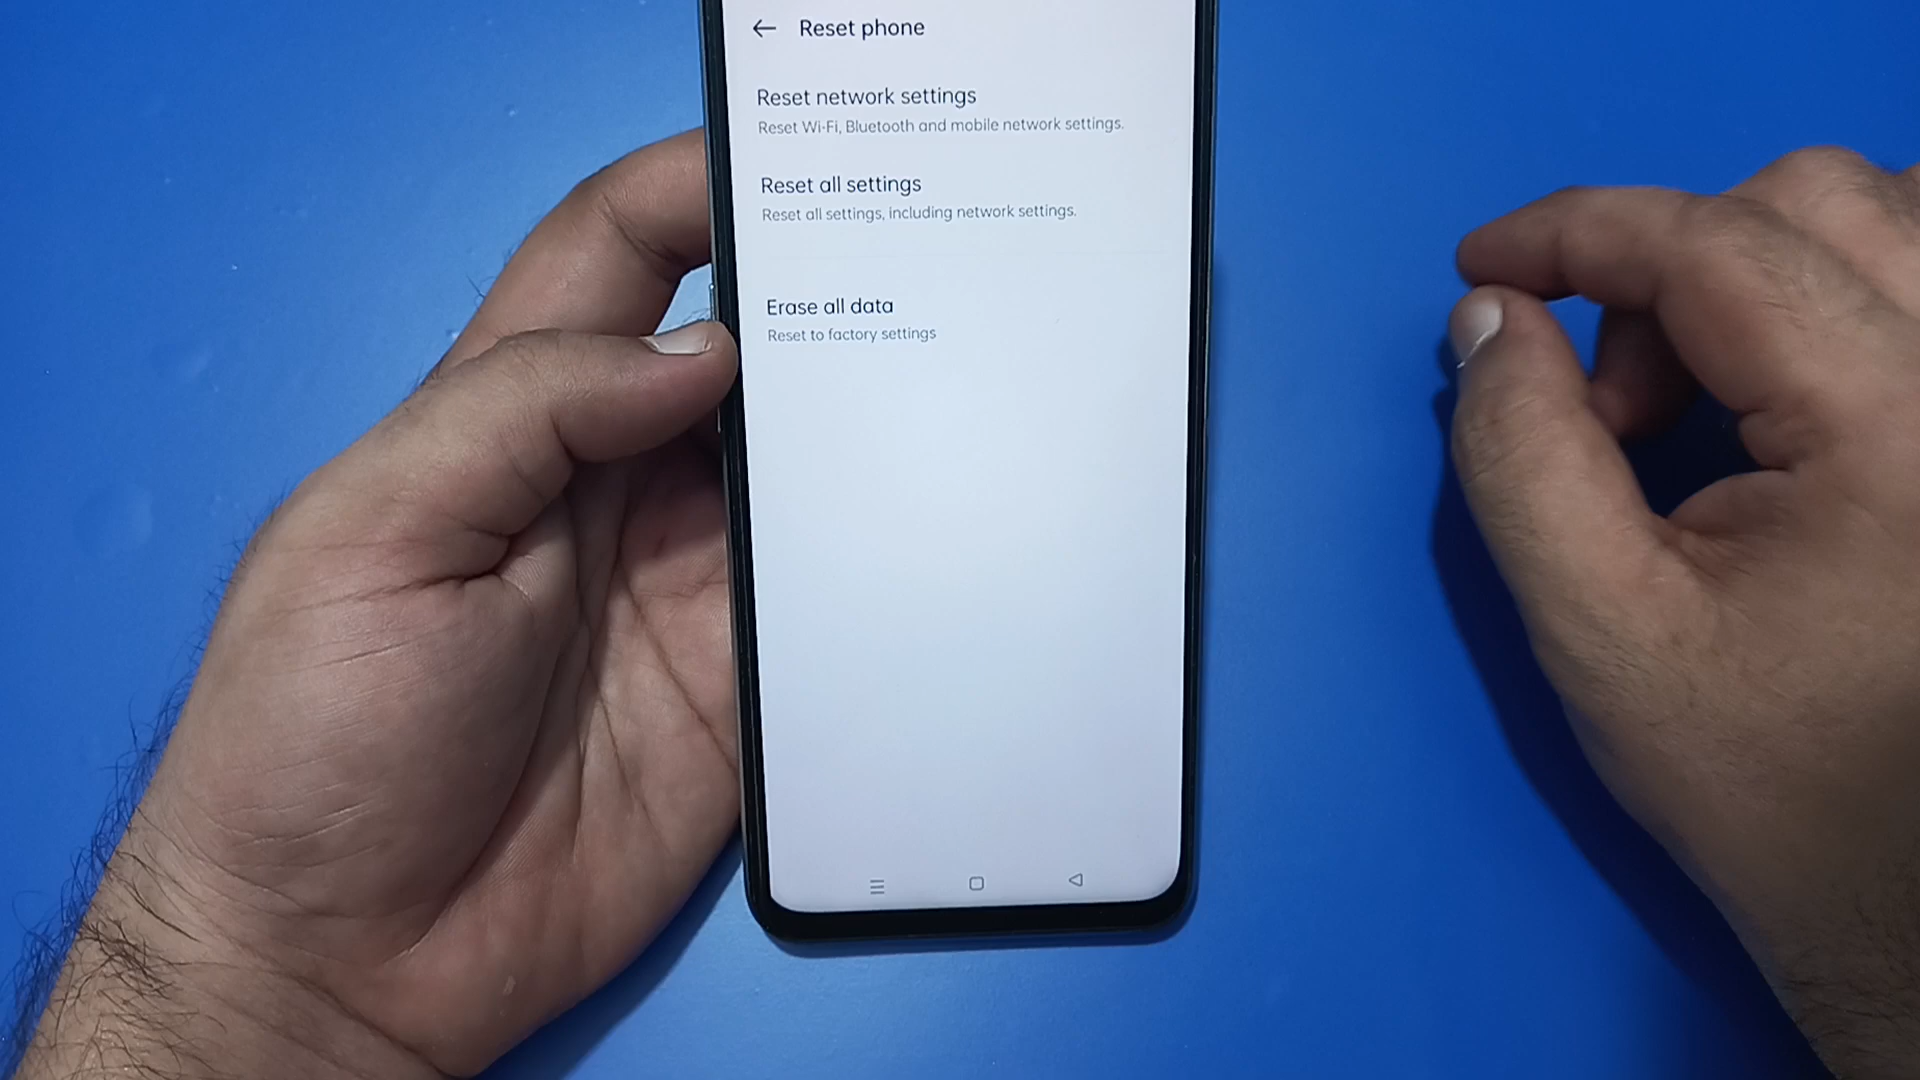 Reset phone
Reset network settings
Reset Wi-Fi, Bluetooth and mobile network settings.
Reset all settings
Reset all settings, including network settings.
Erase all data
Reset to factory settings